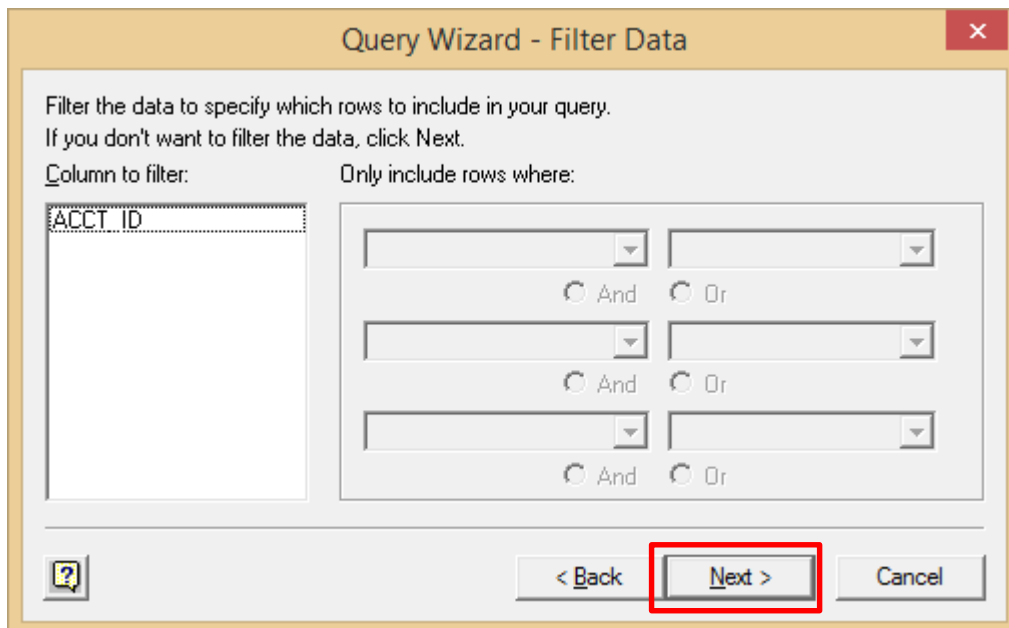 Query Wizard - Filter Data
Filter the data to specify which rows to include in your query.
If you don't want to filter the data, click Next.
Column to filter:
Only include rows where:
ACCT_ID
And Or
And Or
And Or
< Back Next > Cancel